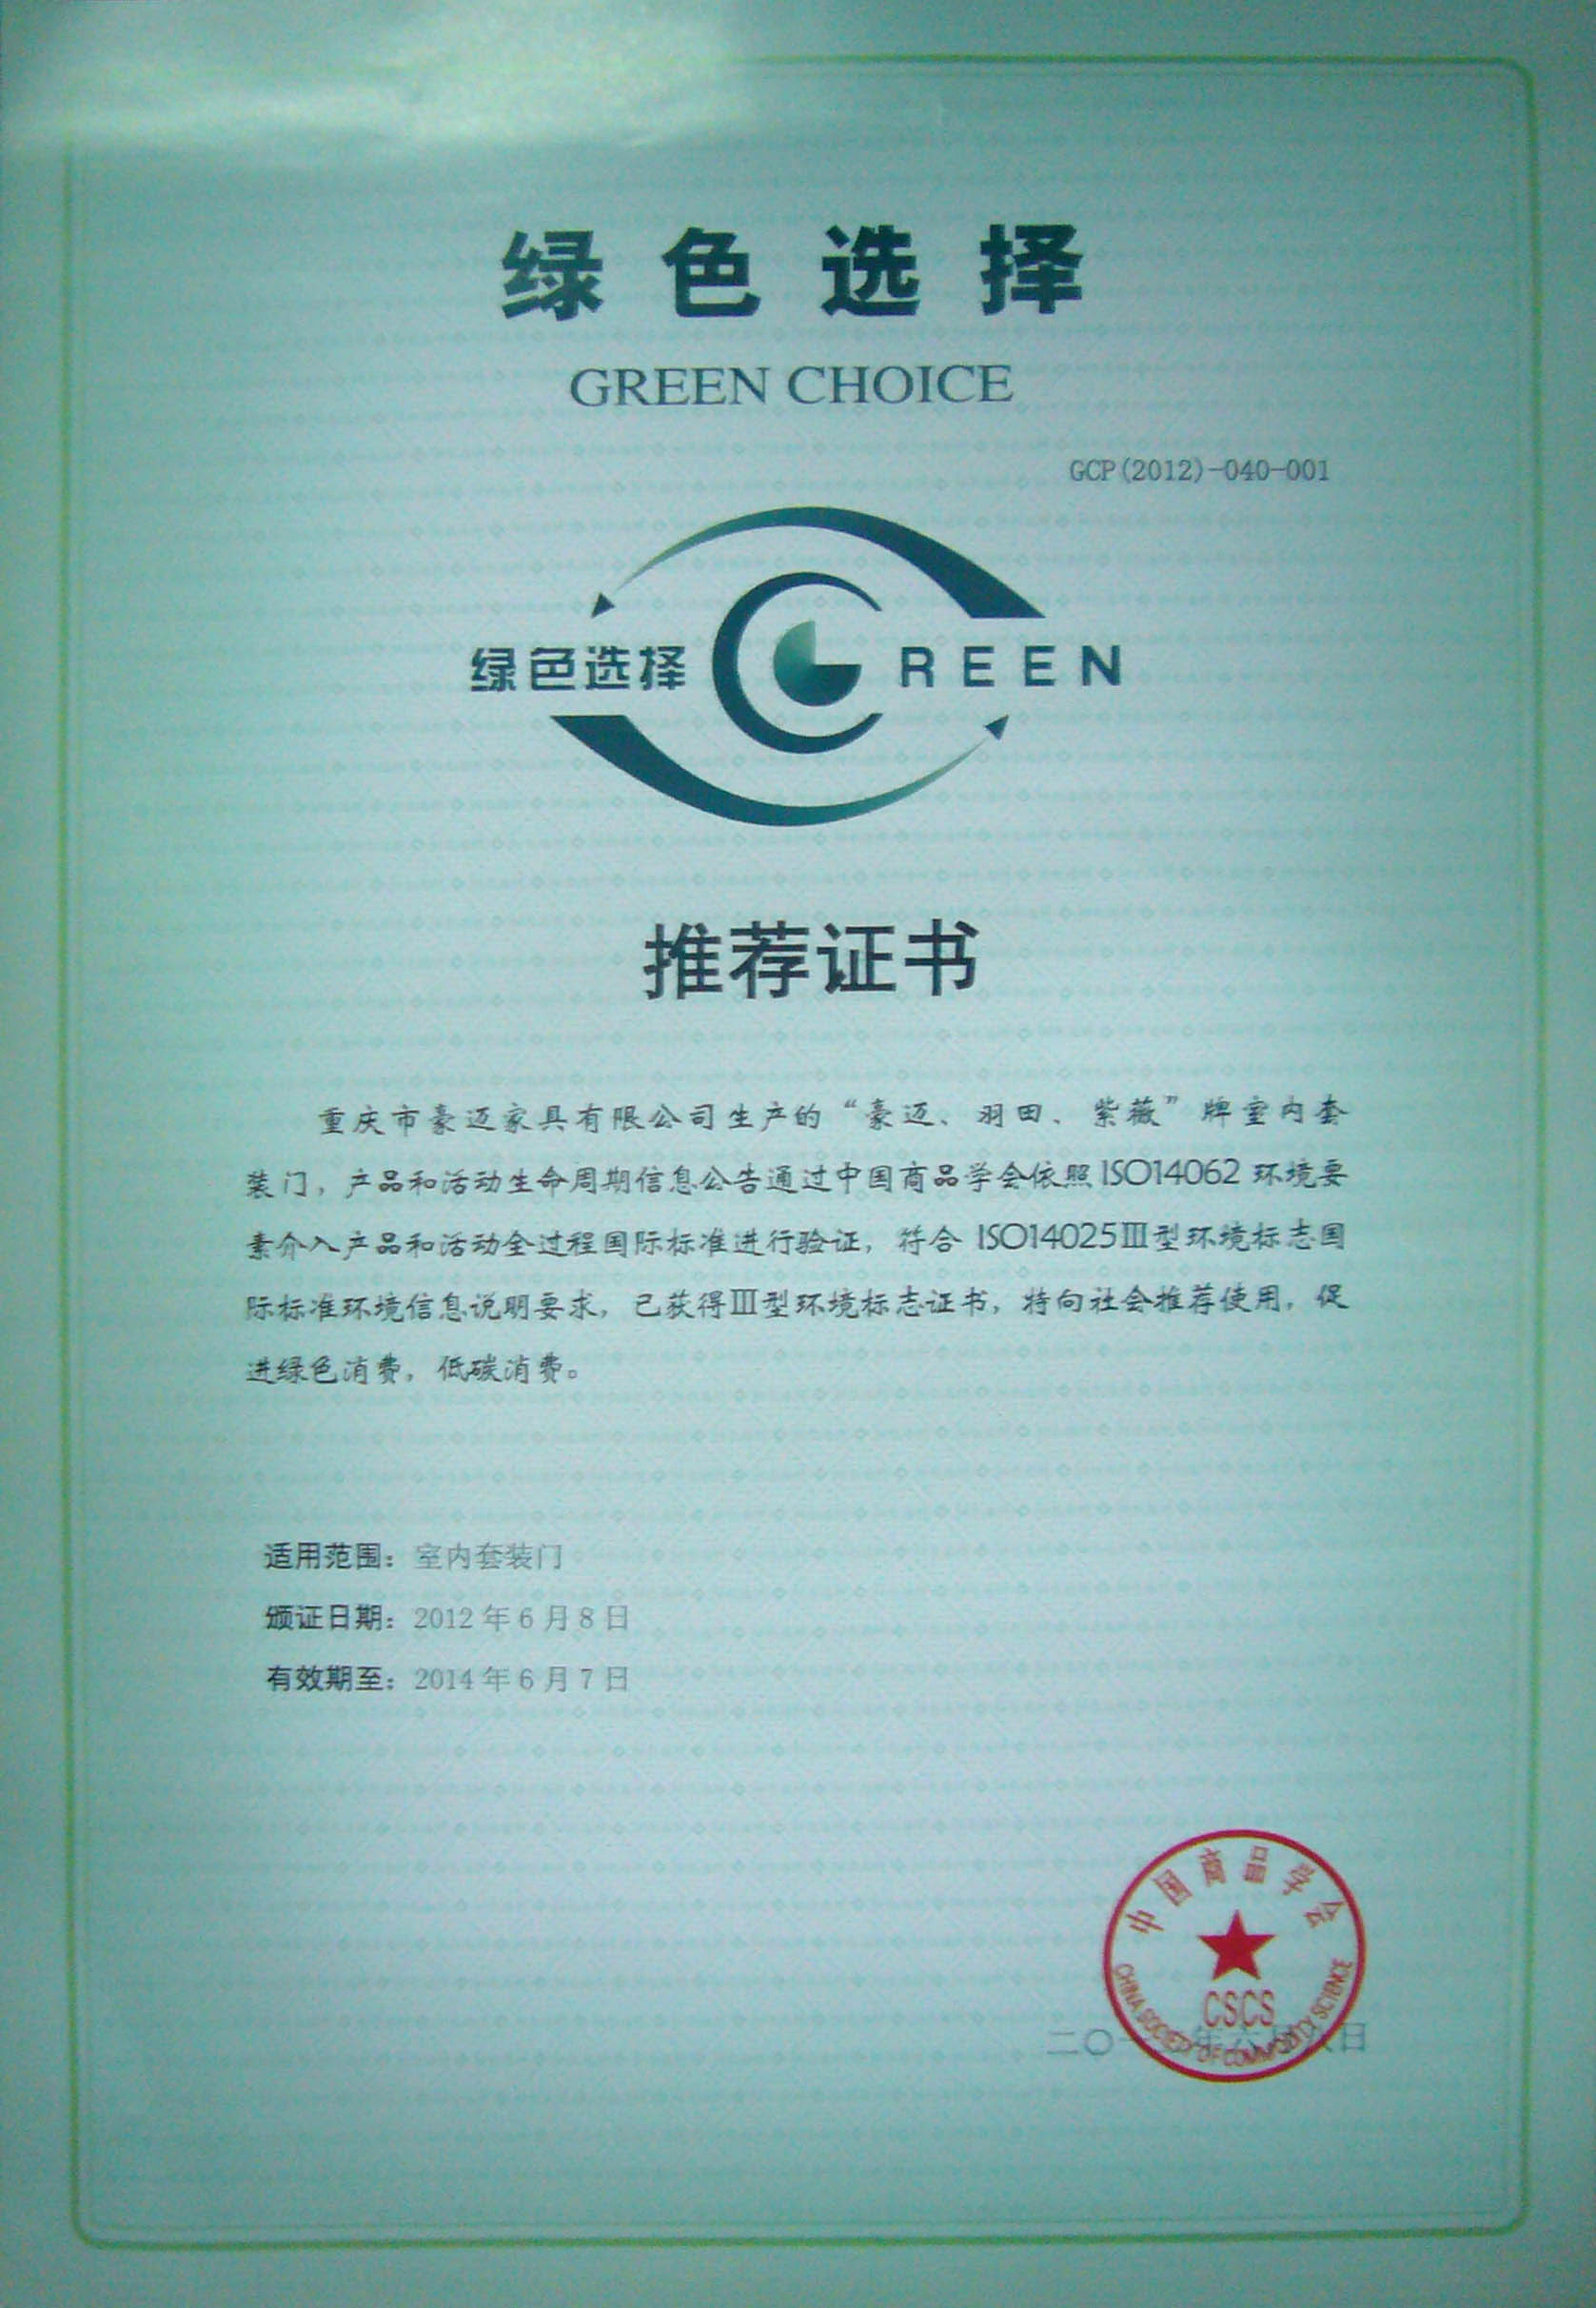 绿色选择
GREEN CHOICE
GCP(2012)-040-001
绿色选择 GREEN
推荐证书
重庆市豪迈家具有限公司生产的“豪迈、羽田、紫薇”牌室内套
装门，产品和活动生命周期信息公告通过中国商品学会依照ISO14062环境要
素介入产品和活动全过程国际标准进行验证，符合 ISO14025Ⅲ型环境标志国
际标准环境信息说明要求，已获得Ⅲ型环境标志证书，特向社会推荐使用，促
进绿色消费，低碳消费。
适用范围：室内套装门
颁证日期：2012年6月8日
有效期至：2014年6月7日
中国商品学会
CSCS
CHINA SOCIETY OF COMMODITY SCIENCE